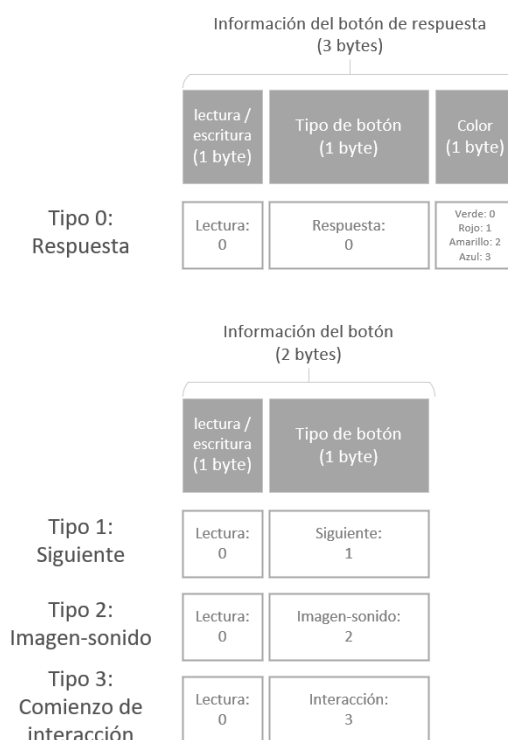 Información del botón de respuesta
(3 bytes)
lectura /
escritura
(1 byte)
Tipo de botón
(1 byte)
Color
(1 byte)
Tipo 0:
Respuesta
Lectura:
0
Respuesta:
0
Verde: 0
Rojo: 1
Amarillo: 2
Azul: 3
Información del botón
(2 bytes)
lectura /
escritura
(1 byte)
Tipo de botón
(1 byte)
Tipo 1:
Siguiente
Lectura:
0
Siguiente:
1
Tipo 2:
Imagen-sonido
Lectura:
0
Imagen-sonido:
2
Tipo 3:
Comienzo de
interacción
Lectura:
0
Interacción:
3